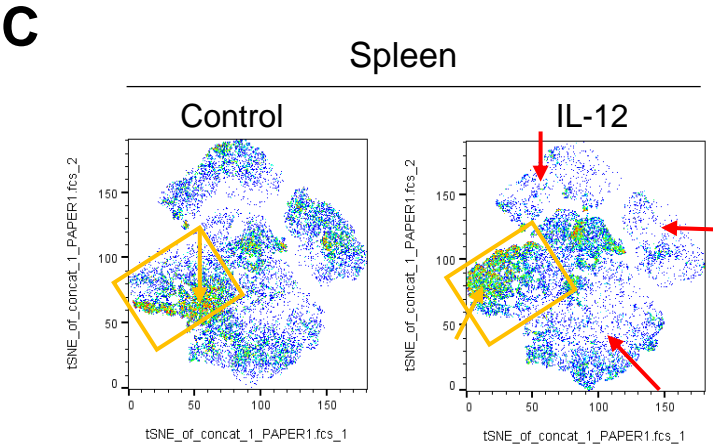 C
Spleen
Control
IL-12
tSNE_of_concat_1_PAPER1.fcs_2
150
100
50
0
0
50
100
150
tSNE_of_concat_1_PAPER1.fcs_1
tSNE_of_concat_1_PAPER1.fcs_2
150
100
50
0
0
50
100
150
tSNE_of_concat_1_PAPER1.fcs_1